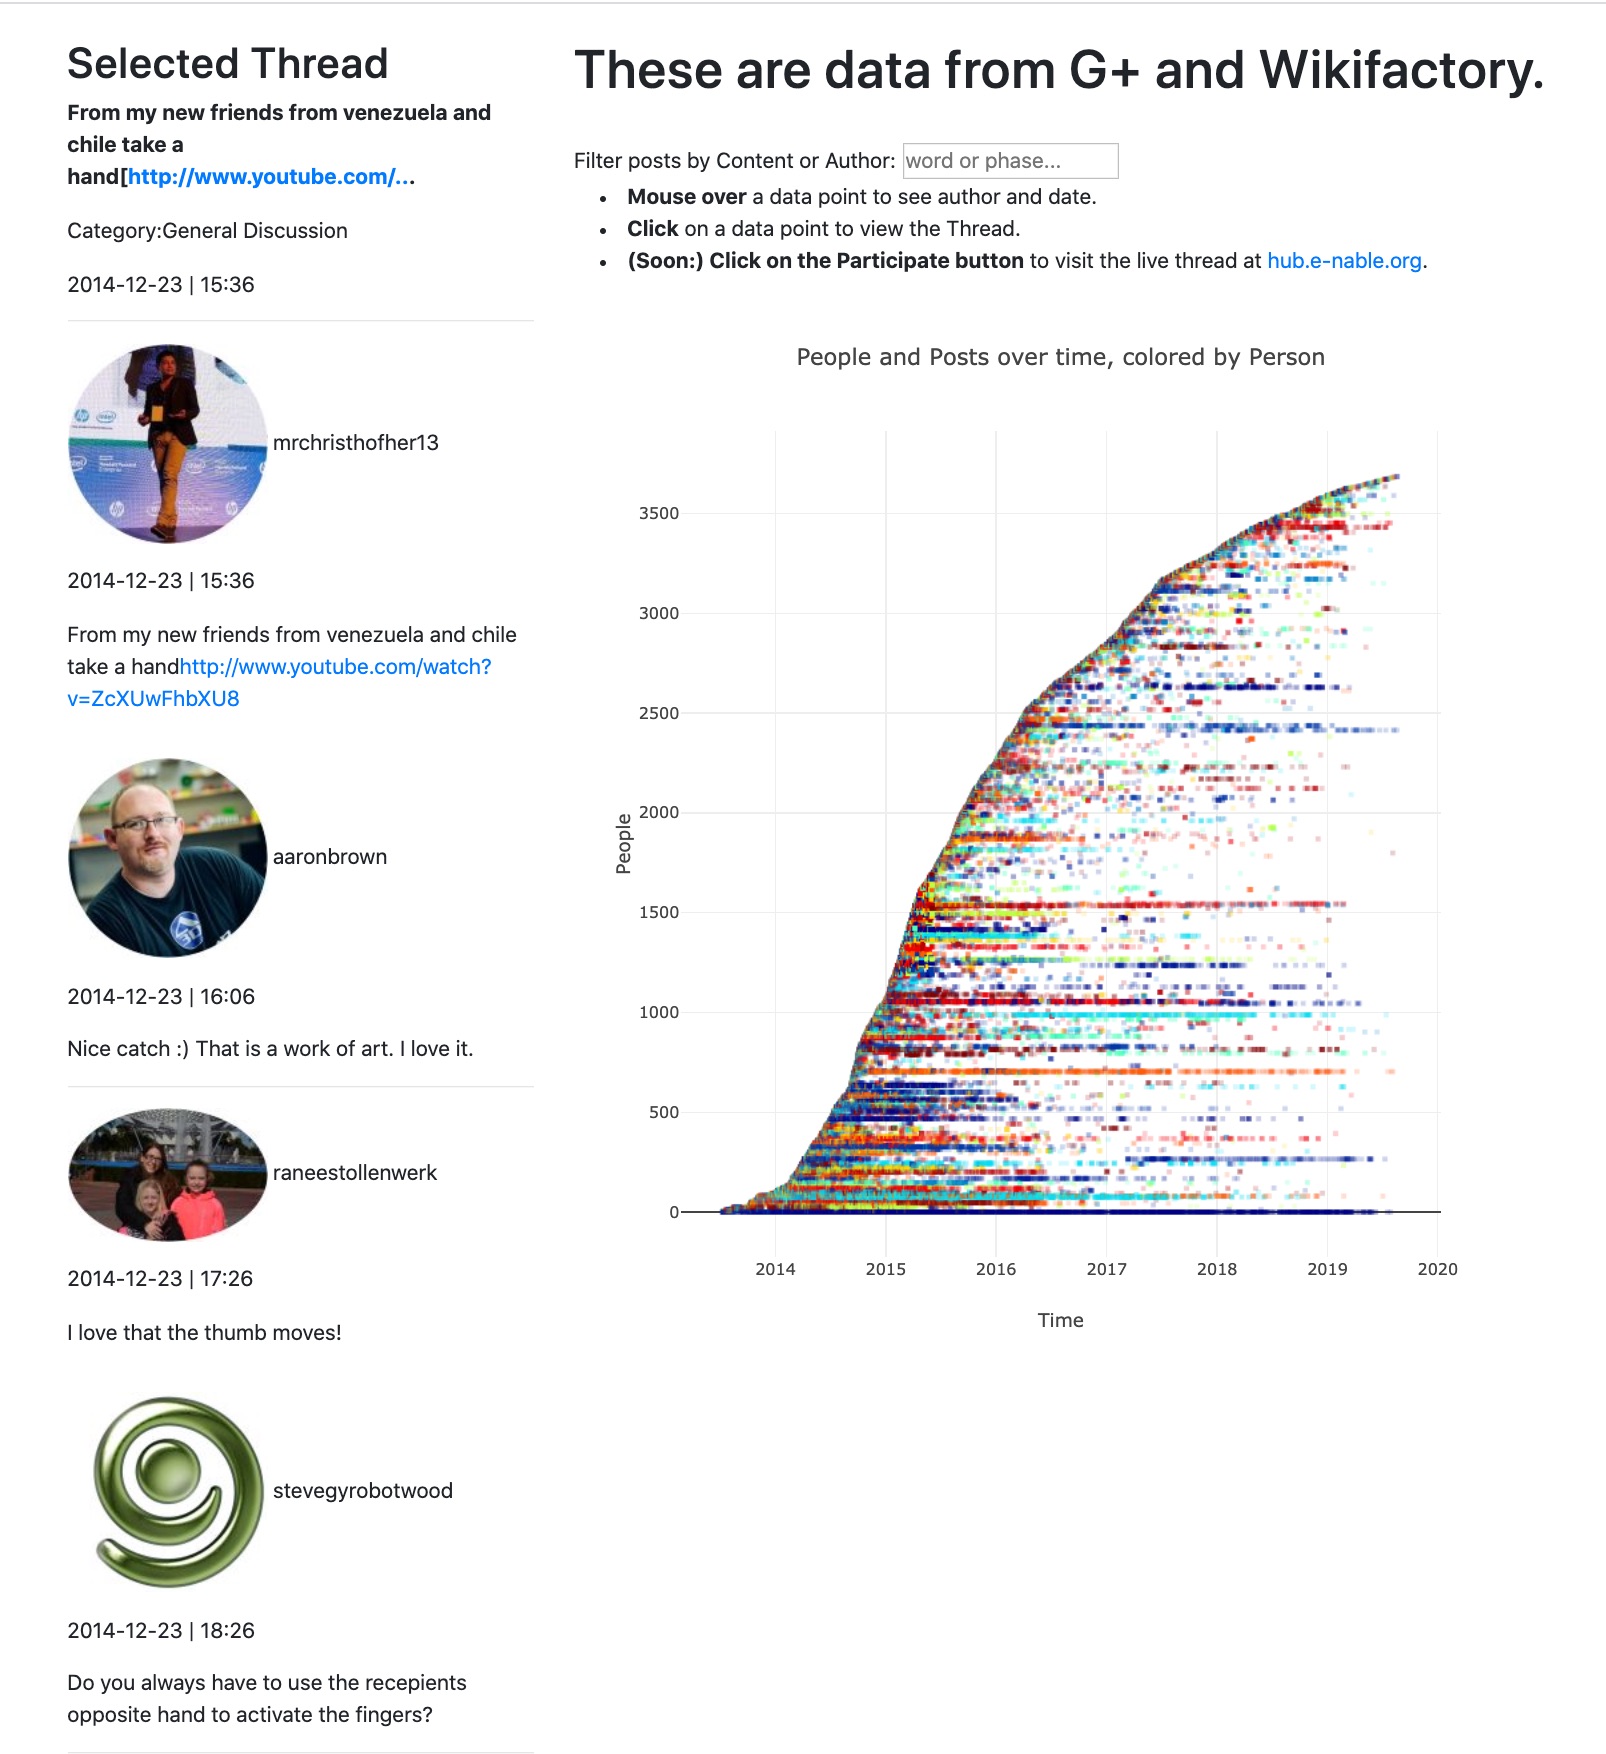 Selected Thread
From my new friends from venezuela and
chile take a
hand[http://www.youtube.com/...
Category:General Discussion
2014-12-23 | 15:36
mrchristhofher13
2014-12-23 | 15:36
From my new friends from venezuela and chile
take a handhttp://www.youtube.com/watch?
v=ZcXUwFhbXU8
aaronbrown
2014-12-23 | 16:06
Nice catch :) That is a work of art. I love it.
raneestollenwerk
2014-12-23 | 17:26
I love that the thumb moves!
stevegyrobotwood
2014-12-23 | 18:26
Do you always have to use the recepients
opposite hand to activate the fingers?
These are data from G+ and Wikifactory.
Filter posts by Content or Author: word or phase...
• Mouse over a data point to see author and date.
• Click on a data point to view the Thread.
• (Soon:) Click on the Participate button to visit the live thread at hub.e-nable.org.
People and Posts over time, colored by Person
People
3500
3000
2500
2000
1500
1000
500
0
2014 2015 2016 2017 2018 2019 2020
Time